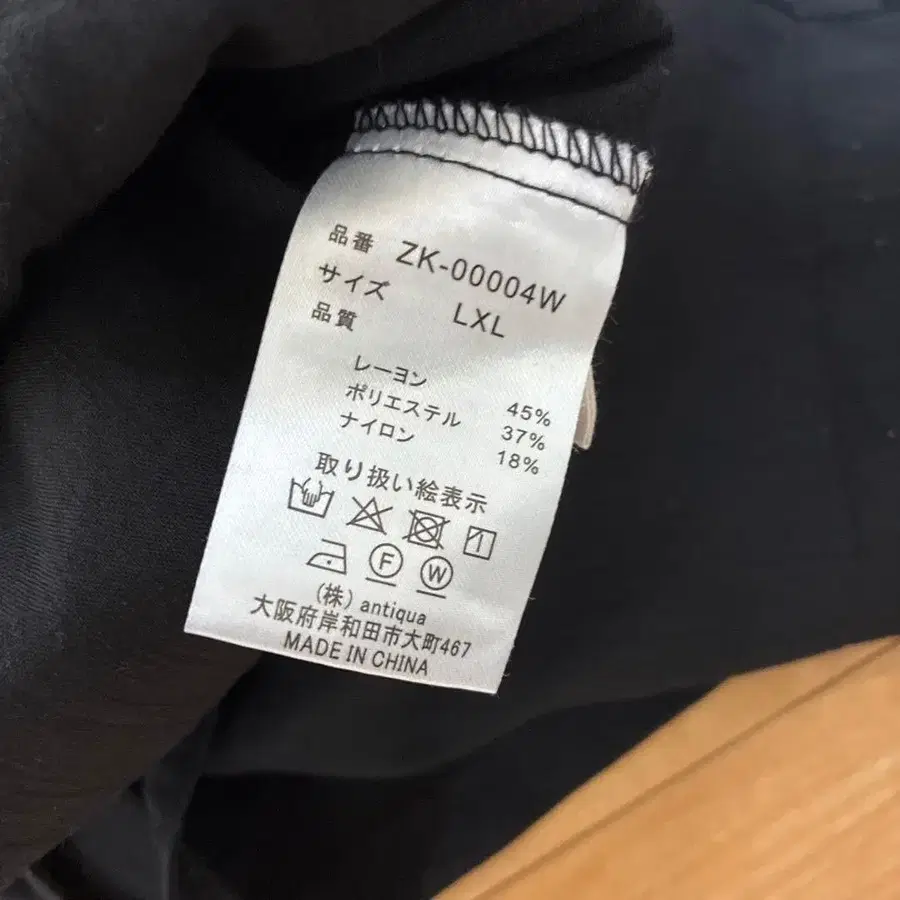 品番 ZK-00004W
サイズ LXL
品質
レーヨン 45%
ポリエステル 37%
ナイロン 18%
取り扱い絵表示
F W
(株) antiqua
大阪府岸和田市大町467
MADE IN CHINA